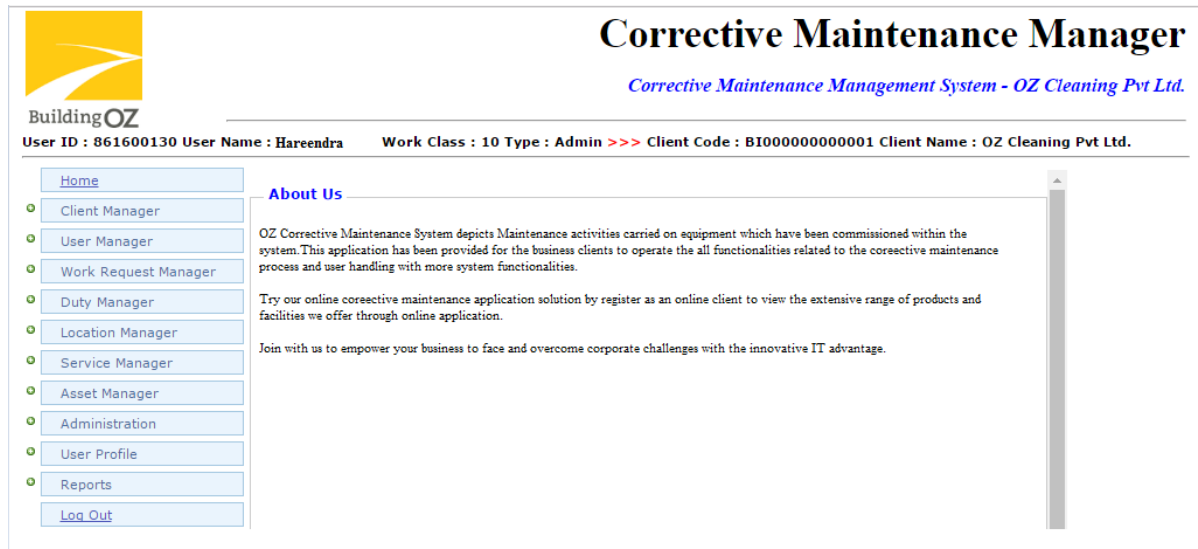 Corrective Maintenance Manager
Corrective Maintenance Management System - OZ Cleaning Pvt Ltd.
Building OZ
User ID : 861600130 User Name : Hareendra Work Class : 10 Type : Admin >>> Client Code : BI000000000001 Client Name : OZ Cleaning Pvt Ltd.
Home
Client Manager
User Manager
Work Request Manager
Duty Manager
Location Manager
Service Manager
Asset Manager
Administration
User Profile
Reports
Log Out
About Us
OZ Corrective Maintenance System depicts Maintenance activities carried on equipment which have been commissioned within the
system.This application has been provided for the business clients to operate the all functionalities related to the coreective maintenance
process and user handling with more system functionalities.
Try our online coreective maintenance application solution by register as an online client to view the extensive range of products and
facilities we offer through online application.
Join with us to empower your business to face and overcome corporate challenges with the innovative IT advantage.